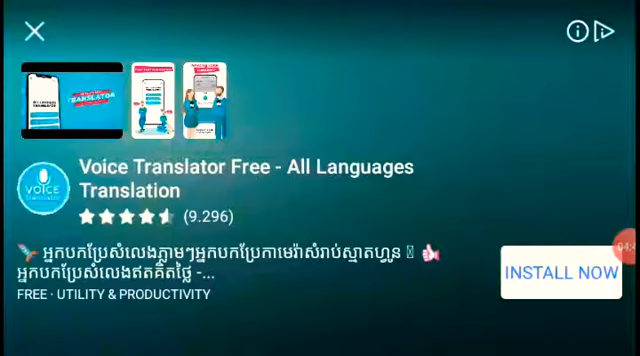 Voice Translator Free - All Languages
Translation
VOICE
Translator
(9.296)
អ្នកបកប្រែសំលេងភ្លាមៗអ្នកបកប្រែកាមេរ៉ាសំរាប់ស្មាតហ្វូន
អ្នកបកប្រែសំលេងឥតគិតថ្លៃ -...
INSTALL NOW
FREE · UTILITY & PRODUCTIVITY